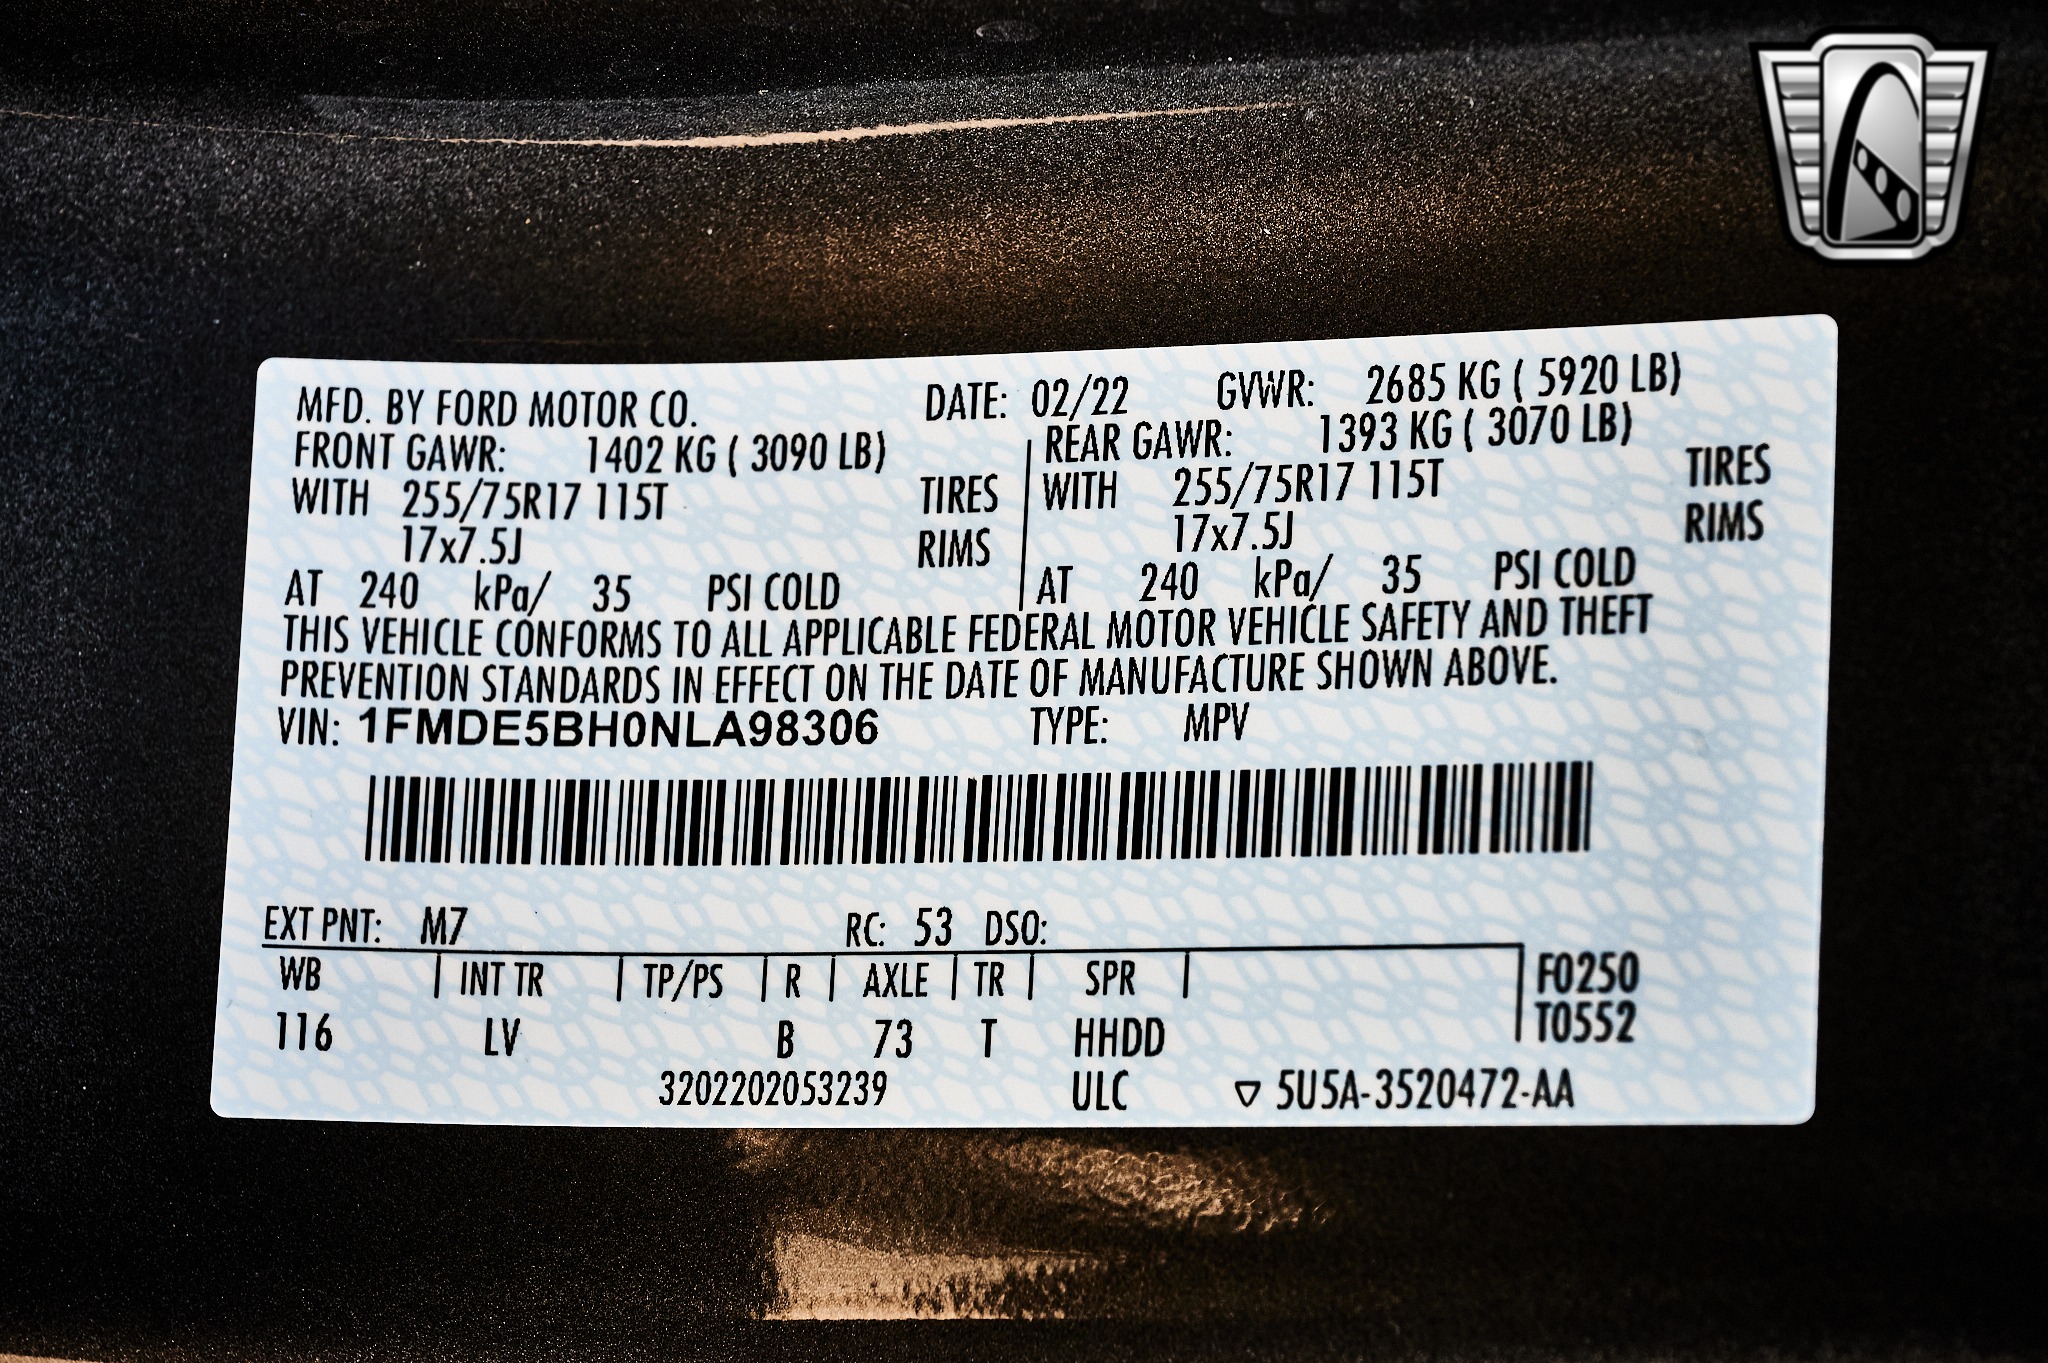 MFD. BY FORD MOTOR CO. DATE: 02/22 GVWR: 2685 KG ( 5920 LB)
FRONT GAWR: 1402 KG ( 3090 LB) REAR GAWR: 1393 KG ( 3070 LB)
WITH 255/75R17 115T TIRES WITH 255/75R17 115T TIRES
17x7.5J RIMS 17x7.5J RIMS
AT 240 kPa/ 35 PSI COLD AT 240 kPa/ 35 PSI COLD
THIS VEHICLE CONFORMS TO ALL APPLICABLE FEDERAL MOTOR VEHICLE SAFETY AND THEFT
PREVENTION STANDARDS IN EFFECT ON THE DATE OF MANUFACTURE SHOWN ABOVE.
VIN: 1FMDE5BH0NLA98306 TYPE: MPV
EXT PNT: M7 RC: 53 DSO:
WB INT TR TP/PS R AXLE TR SPR F0250
116 LV B 73 T HHDD T0552
3202202053239 ULC ▽ 5U5A-3520472-AA